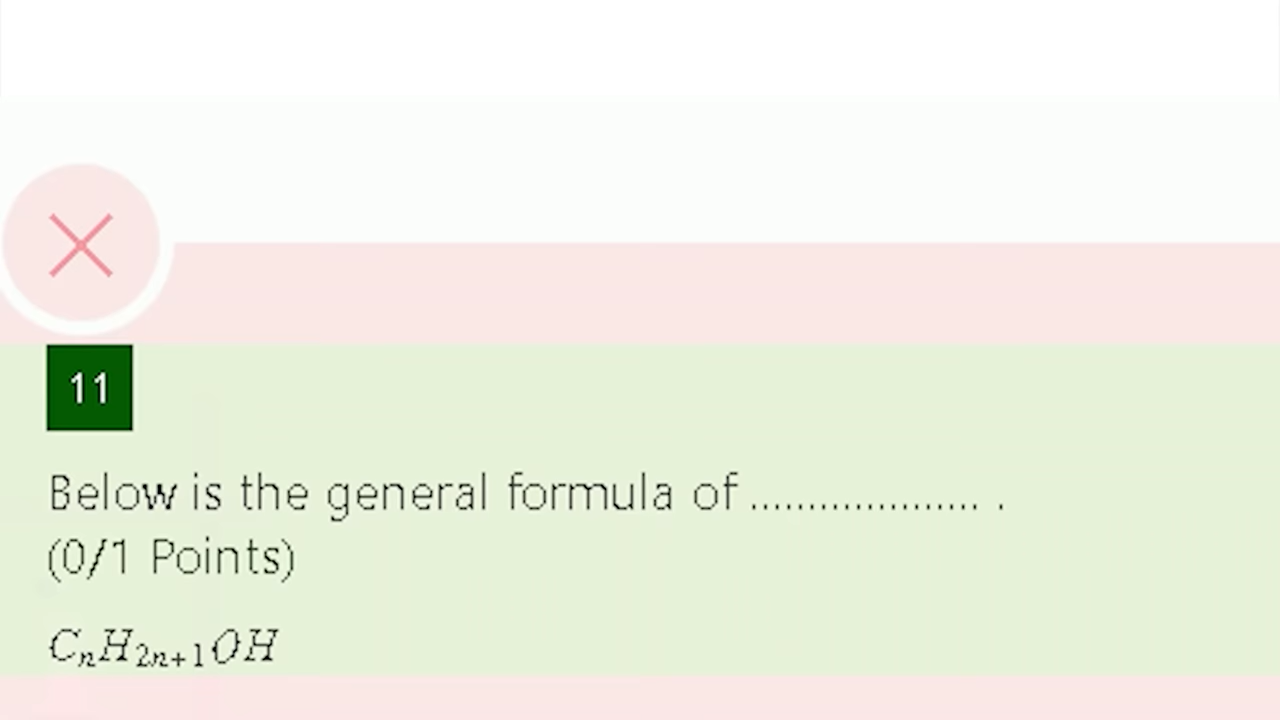 11
Below is the general formula of .................... .
(0/1 Points)
CₙH₂ₙ₊₁OH